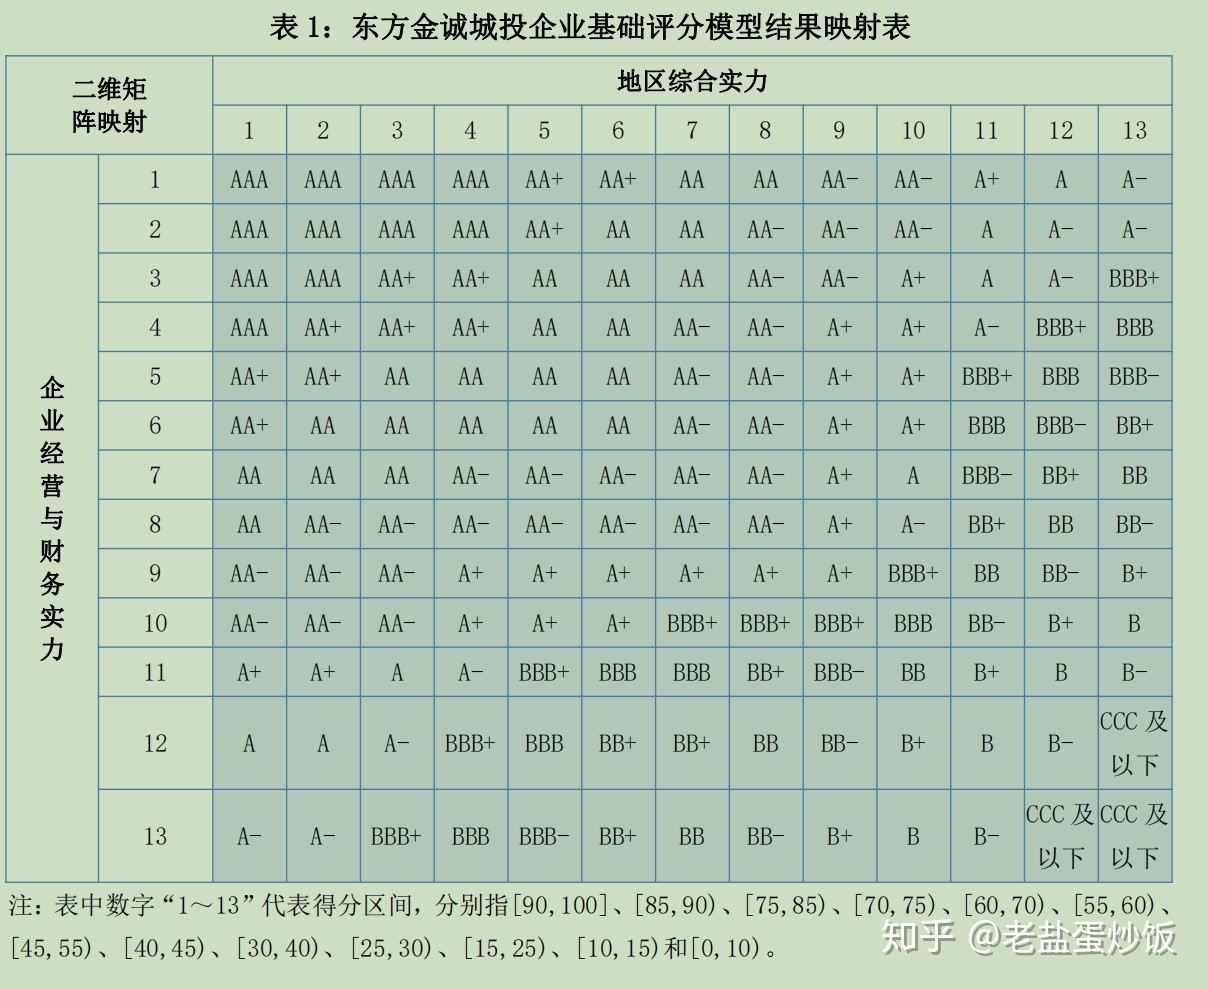 表 1：东方金诚城投企业基础评分模型结果映射表
二维矩阵映射 地区综合实力
1 2 3 4 5 6 7 8 9 10 11 12 13
企业经营与财务实力
1 AAA AAA AAA AAA AA+ AA+ AA AA AA- AA- A+ A A-
2 AAA AAA AAA AAA AA+ AA AA AA- AA- AA- A A- A-
3 AAA AAA AA+ AA+ AA AA AA AA- AA- A+ A A- BBB+
4 AAA AA+ AA+ AA+ AA AA AA- AA- A+ A+ A- BBB+ BBB
5 AA+ AA+ AA AA AA AA AA- AA- A+ A+ BBB+ BBB BBB-
6 AA+ AA AA AA AA AA AA- AA- A+ A+ BBB BBB- BB+
7 AA AA AA AA- AA- AA- AA- AA- A+ A BBB- BB+ BB
8 AA AA- AA- AA- AA- AA- AA- AA- A+ A- BB+ BB BB-
9 AA- AA- AA- A+ A+ A+ A+ A+ A+ BBB+ BB BB- B+
10 AA- AA- AA- A+ A+ A+ BBB+ BBB+ BBB+ BBB BB- B+ B
11 A+ A+ A A- BBB+ BBB BBB BB+ BBB- BB B+ B B-
12 A A A- BBB+ BBB BB+ BB+ BB BB- B+ B B- CCC 及以下
13 A- A- BBB+ BBB BBB- BB+ BB BB- B+ B B- CCC 及以下 CCC 及以下
注：表中数字“1～13”代表得分区间，分别指[90,100]、[85,90)、[75,85)、[70,75)、[60,70)、[55,60)、
[45,55)、[40,45)、[30,40)、[25,30)、[15,25)、[10,15)和[0,10)。
知乎 @老盐蛋炒饭